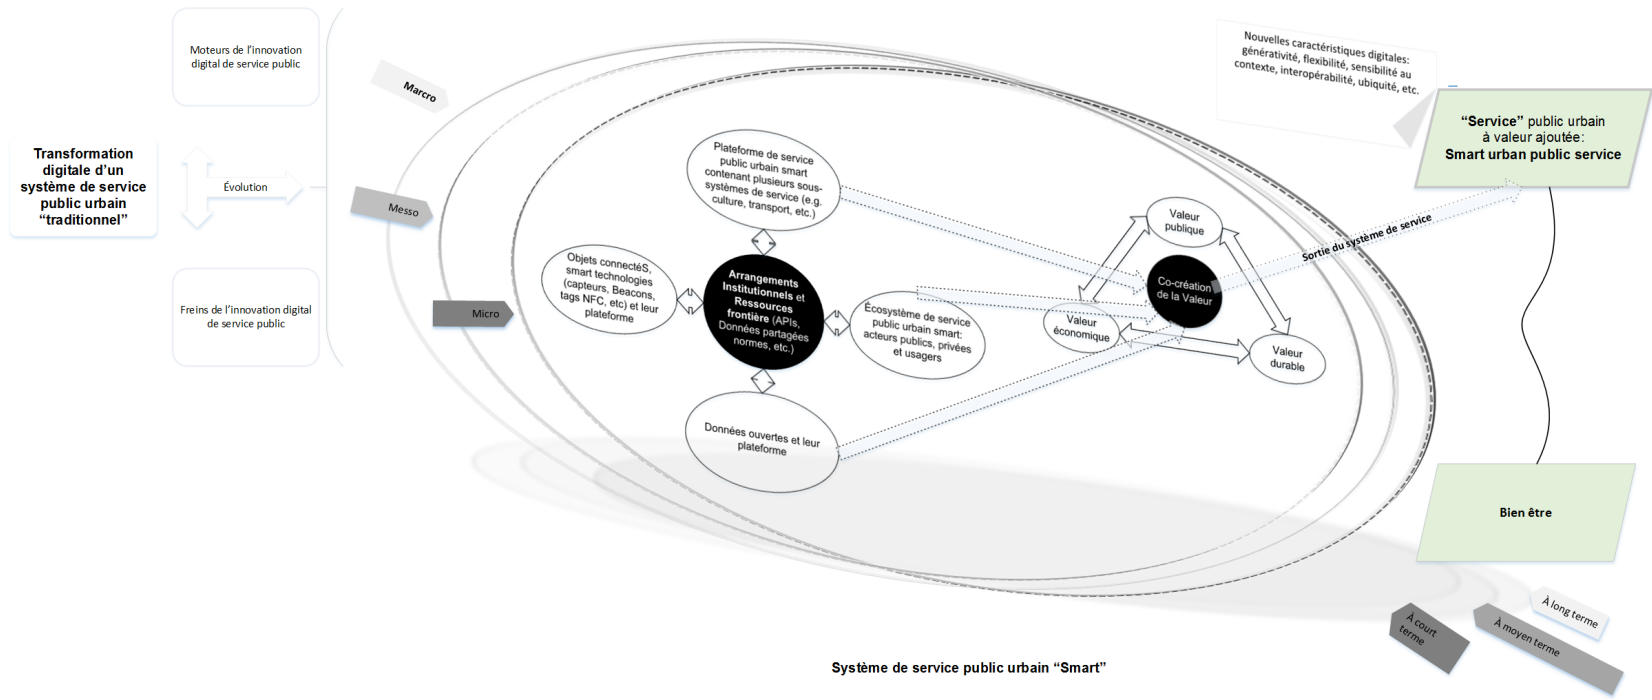 Moteurs de l’innovation
digital de service public
Transformation
digitale d’un
système de service
public urbain
“traditionnel”
Évolution
Freins de l’innovation digital
de service public
Marcro
Messo
Micro
Plateforme de service
public urbain smart
contenant plusieurs sous-
systèmes de service (e.g.
culture, transport, etc.)
Objets connectéS,
smart technologies
(capteurs, Beacons,
tags NFC, etc) et leur
plateforme
Arrangements
Institutionnels et
Ressources
frontière (APIs,
Données partagées
normes, etc.)
Écosystème de service
public urbain smart:
acteurs publics, privées
et usagers
Données ouvertes et leur
plateforme
Valeur
publique
Co-création
de la Valeur
Valeur
économique
Valeur
durable
Sortie du système de service
Nouvelles caractéristiques digitales:
générativité, flexibilité, sensibilité au
contexte, interopérabilité, ubiquité, etc.
“Service” public urbain
à valeur ajoutée:
Smart urban public service
Bien être
À court
terme
À moyen terme
À long terme
Système de service public urbain “Smart”